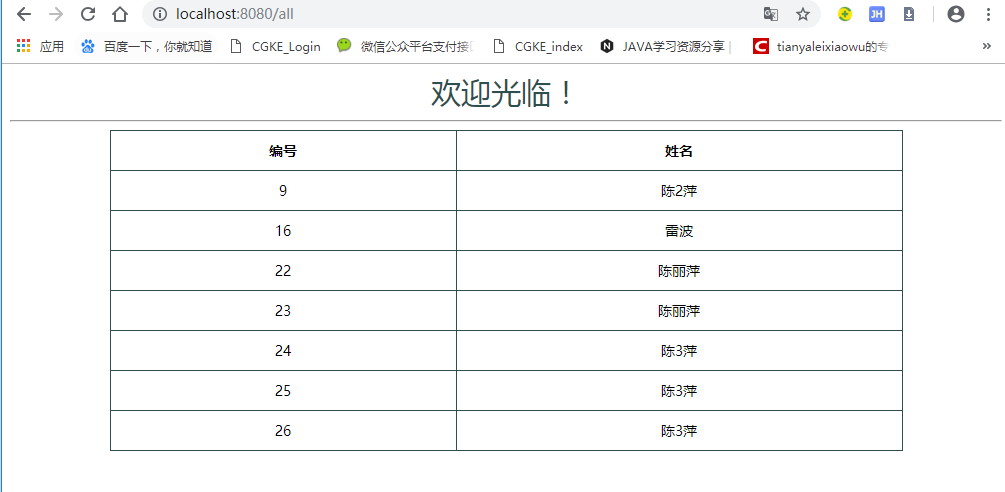 localhost:8080/all
应用 百度一下，你就知道 CGKE_Login 微信公众平台支付接 CGKE_index JAVA学习资源分享 | tianyaleixiaowu的专
欢迎光临！
编号 姓名
9 陈2萍
16 雷波
22 陈丽萍
23 陈丽萍
24 陈3萍
25 陈3萍
26 陈3萍